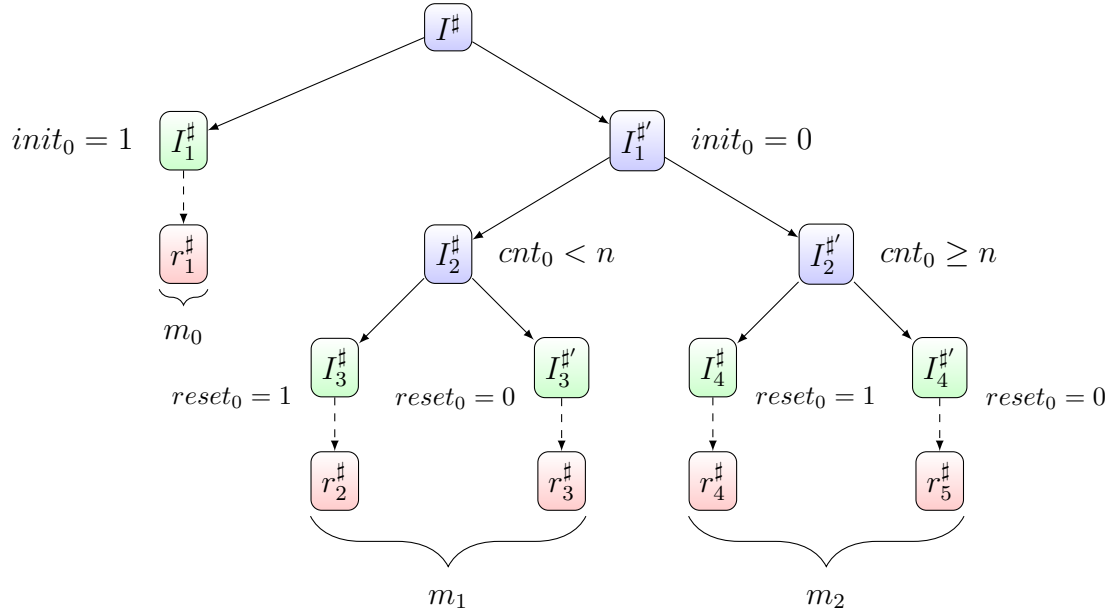 I♯
init₀ = 1 I₁♯ I₁♯′ init₀ = 0
r₁♯ I₂♯ cnt₀ < n I₂♯′ cnt₀ ≥ n
m₀
I₃♯ I₃♯′ I₄♯ I₄♯′
reset₀ = 1 reset₀ = 0 reset₀ = 1 reset₀ = 0
r₂♯ r₃♯ r₄♯ r₅♯
m₁ m₂